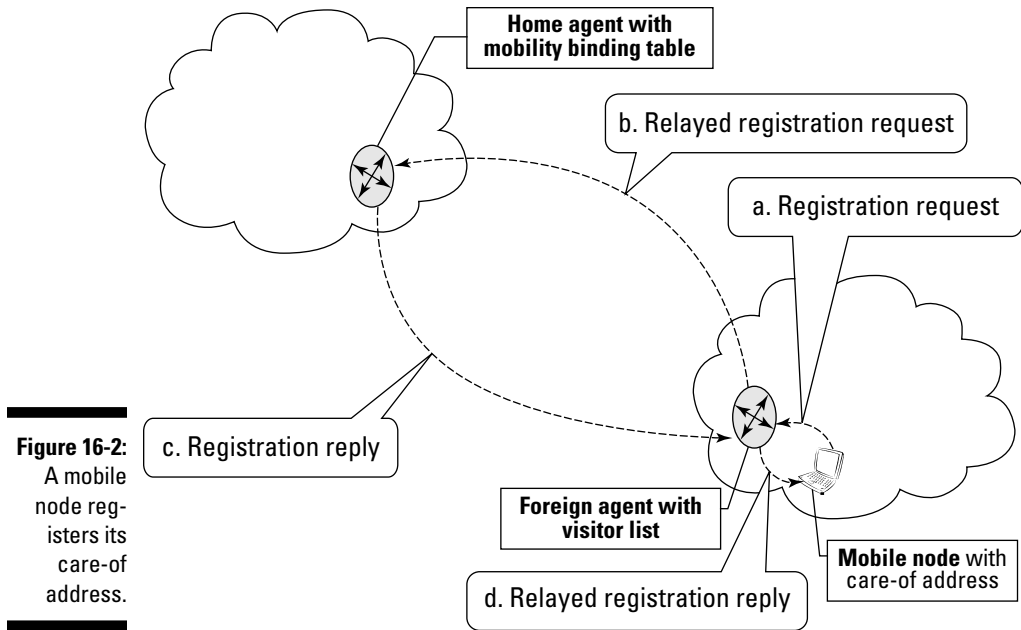 Home agent with
mobility binding table
b. Relayed registration request
a. Registration request
c. Registration reply
Figure 16-2:
A mobile
node reg-
isters its
care-of
address.
Foreign agent with
visitor list
Mobile node with
care-of address
d. Relayed registration reply